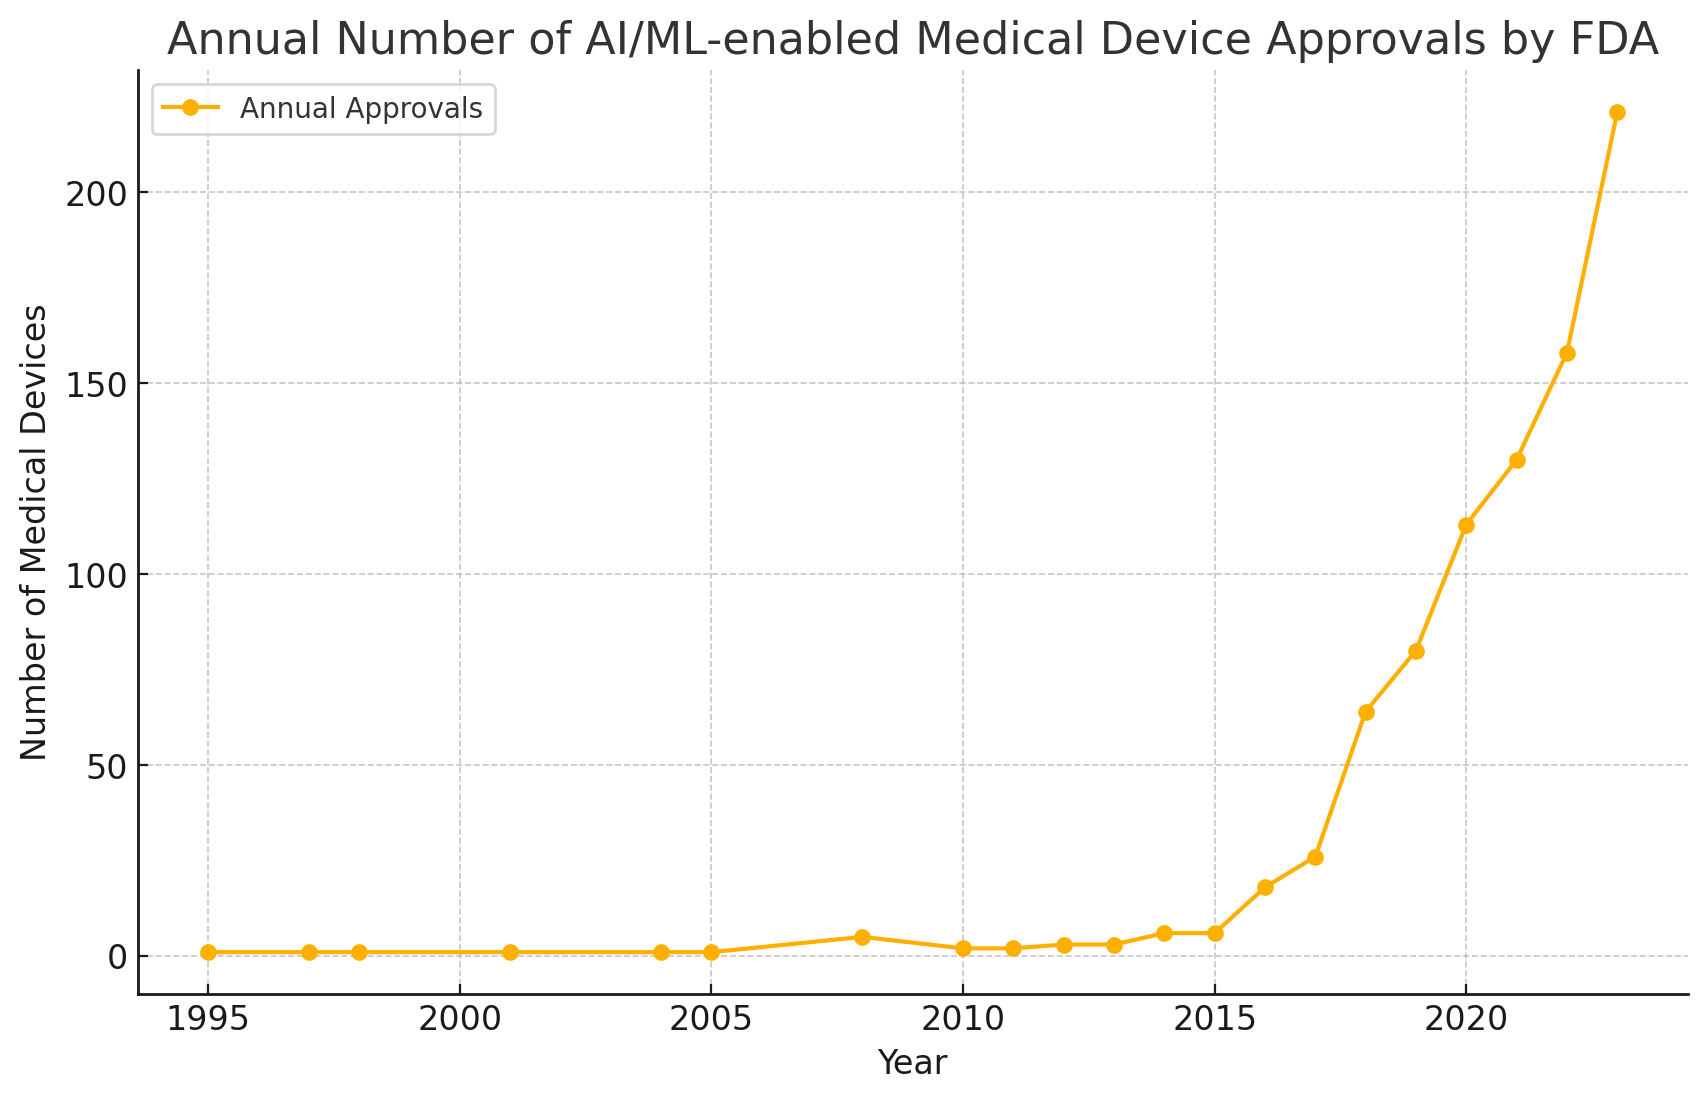 Annual Number of AI/ML-enabled Medical Device Approvals by FDA
Annual Approvals
Number of Medical Devices
200
150
100
50
0
1995 2000 2005 2010 2015 2020
Year